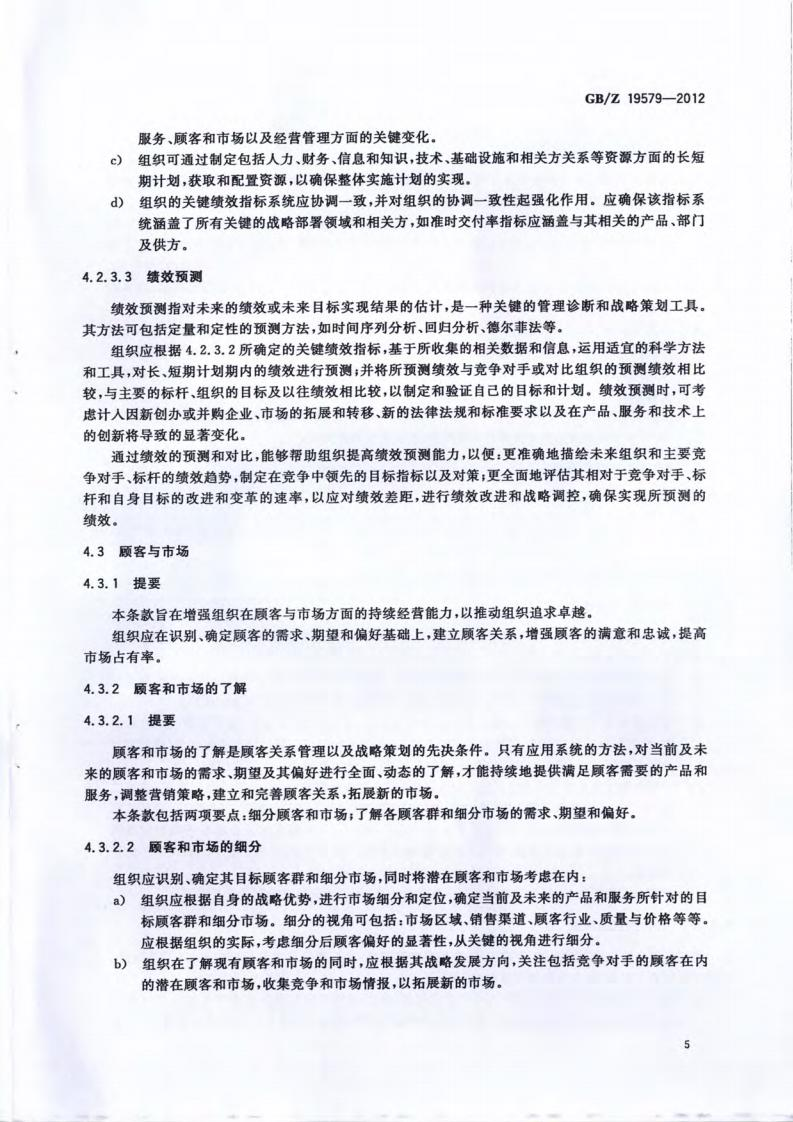 GB/Z 19579—2012
服务、顾客和市场以及经营管理方面的关键变化。
c) 组织可通过制定包括人力、财务、信息和知识,技术、基础设施和相关方关系等资源方面的长短
期计划,获取和配置资源,以确保整体实施计划的实现。
d) 组织的关键绩效指标系统应协调一致,并对组织的协调一致性起强化作用。应确保该指标系
统涵盖了所有关键的战略部署领域和相关方,如准时交付率指标应涵盖与其相关的产品、部门
及供方。
4.2.3.3 绩效预测
绩效预测指对未来的绩效或未来目标实现结果的估计,是一种关键的管理诊断和战略策划工具。
其方法可包括定量和定性的预测方法,如时间序列分析、回归分析、德尔菲法等。
组织应根据 4.2.3.2 所确定的关键绩效指标,基于所收集的相关数据和信息,运用适宜的科学方法
和工具,对长、短期计划期内的绩效进行预测;并将所预测绩效与竞争对手或对比组织的预测绩效相比
较,与主要的标杆、组织的目标及以往绩效相比较,以制定和验证自己的目标和计划。绩效预测时,可考
虑计入因新创办或并购企业、市场的拓展和转移、新的法律法规和标准要求以及在产品、服务和技术上
的创新将导致的显著变化。
通过绩效的预测和对比,能够帮助组织提高绩效预测能力,以便:更准确地描绘未来组织和主要竞
争对手、标杆的绩效趋势,制定在竞争中领先的目标指标以及对策;更全面地评估其相对于竞争对手、标
杆和自身目标的改进和变革的速率,以应对绩效差距,进行绩效改进和战略调控,确保实现所预测的
绩效。
4.3 顾客与市场
4.3.1 提要
本条款旨在增强组织在顾客与市场方面的持续经营能力,以推动组织追求卓越。
组织应在识别、确定顾客的需求、期望和偏好基础上,建立顾客关系,增强顾客的满意和忠诚,提高
市场占有率。
4.3.2 顾客和市场的了解
4.3.2.1 提要
顾客和市场的了解是顾客关系管理以及战略策划的先决条件。只有应用系统的方法,对当前及未
来的顾客和市场的需求、期望及其偏好进行全面、动态的了解,才能持续地提供满足顾客需要的产品和
服务,调整营销策略,建立和完善顾客关系,拓展新的市场。
本条款包括两项要点:细分顾客和市场;了解各顾客群和细分市场的需求、期望和偏好。
4.3.2.2 顾客和市场的细分
组织应识别、确定其目标顾客群和细分市场,同时将潜在顾客和市场考虑在内:
a) 组织应根据自身的战略优势,进行市场细分和定位,确定当前及未来的产品和服务所针对的目
标顾客群和细分市场。细分的视角可包括:市场区域、销售渠道、顾客行业、质量与价格等等。
应根据组织的实际,考虑细分后顾客偏好的显著性,从关键的视角进行细分。
b) 组织在了解现有顾客和市场的同时,应根据其战略发展方向,关注包括竞争对手的顾客在内
的潜在顾客和市场,收集竞争和市场情报,以拓展新的市场。
5